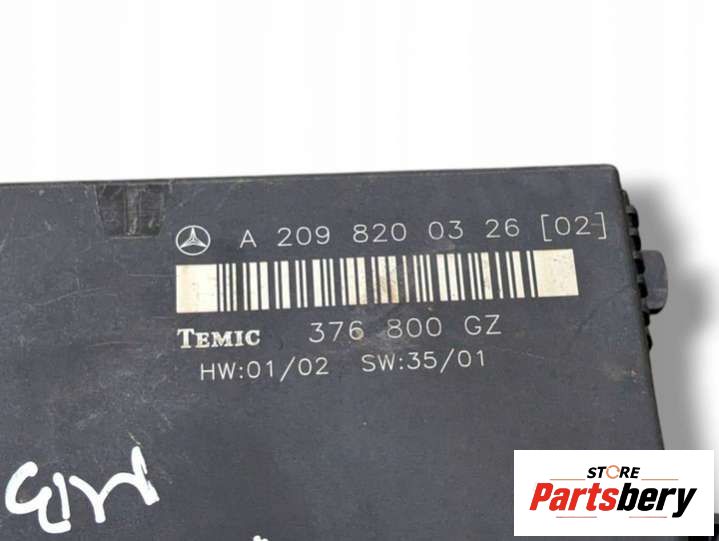 A 209 820 03 26 [02]
TEMIC 376 800 GZ
HW:01/02 SW:35/01
STORE
Partsbery